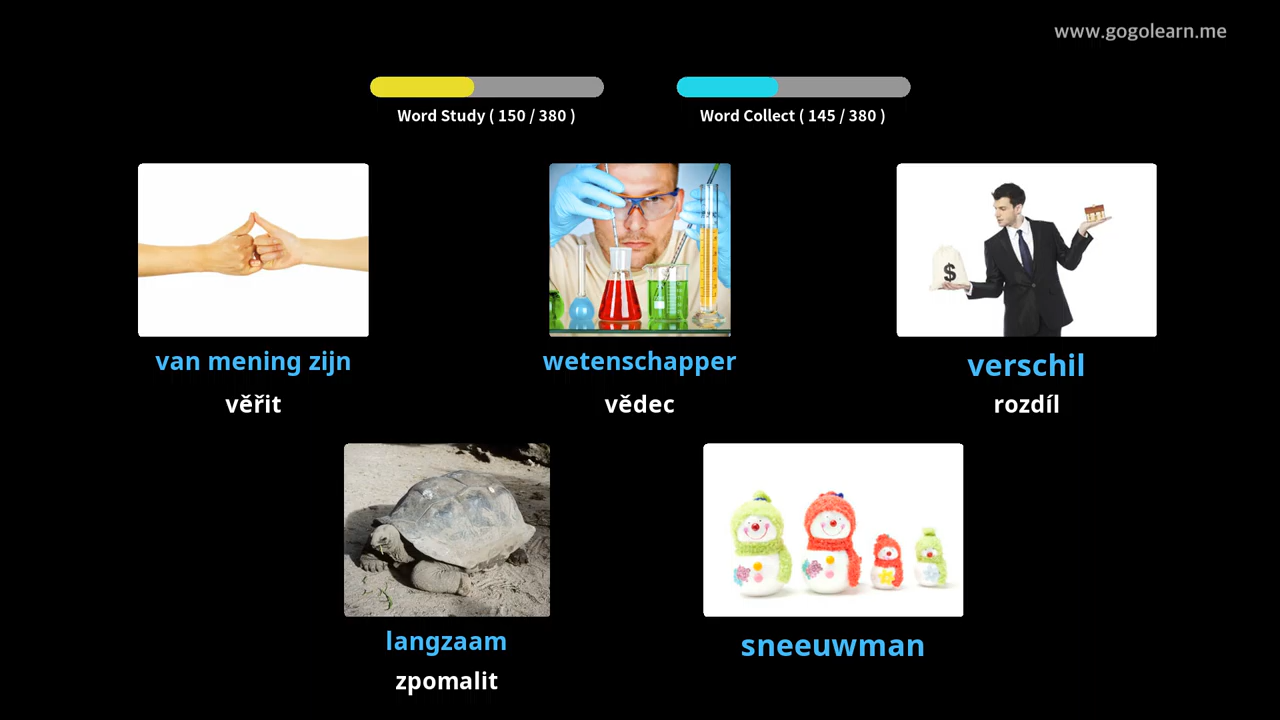 www.gogolearn.me
Word Study ( 150 / 380 )
Word Collect ( 145 / 380 )
van mening zijn
věřit
wetenschapper
vědec
$
verschil
rozdíl
langzaam
zpomalit
sneeuwman